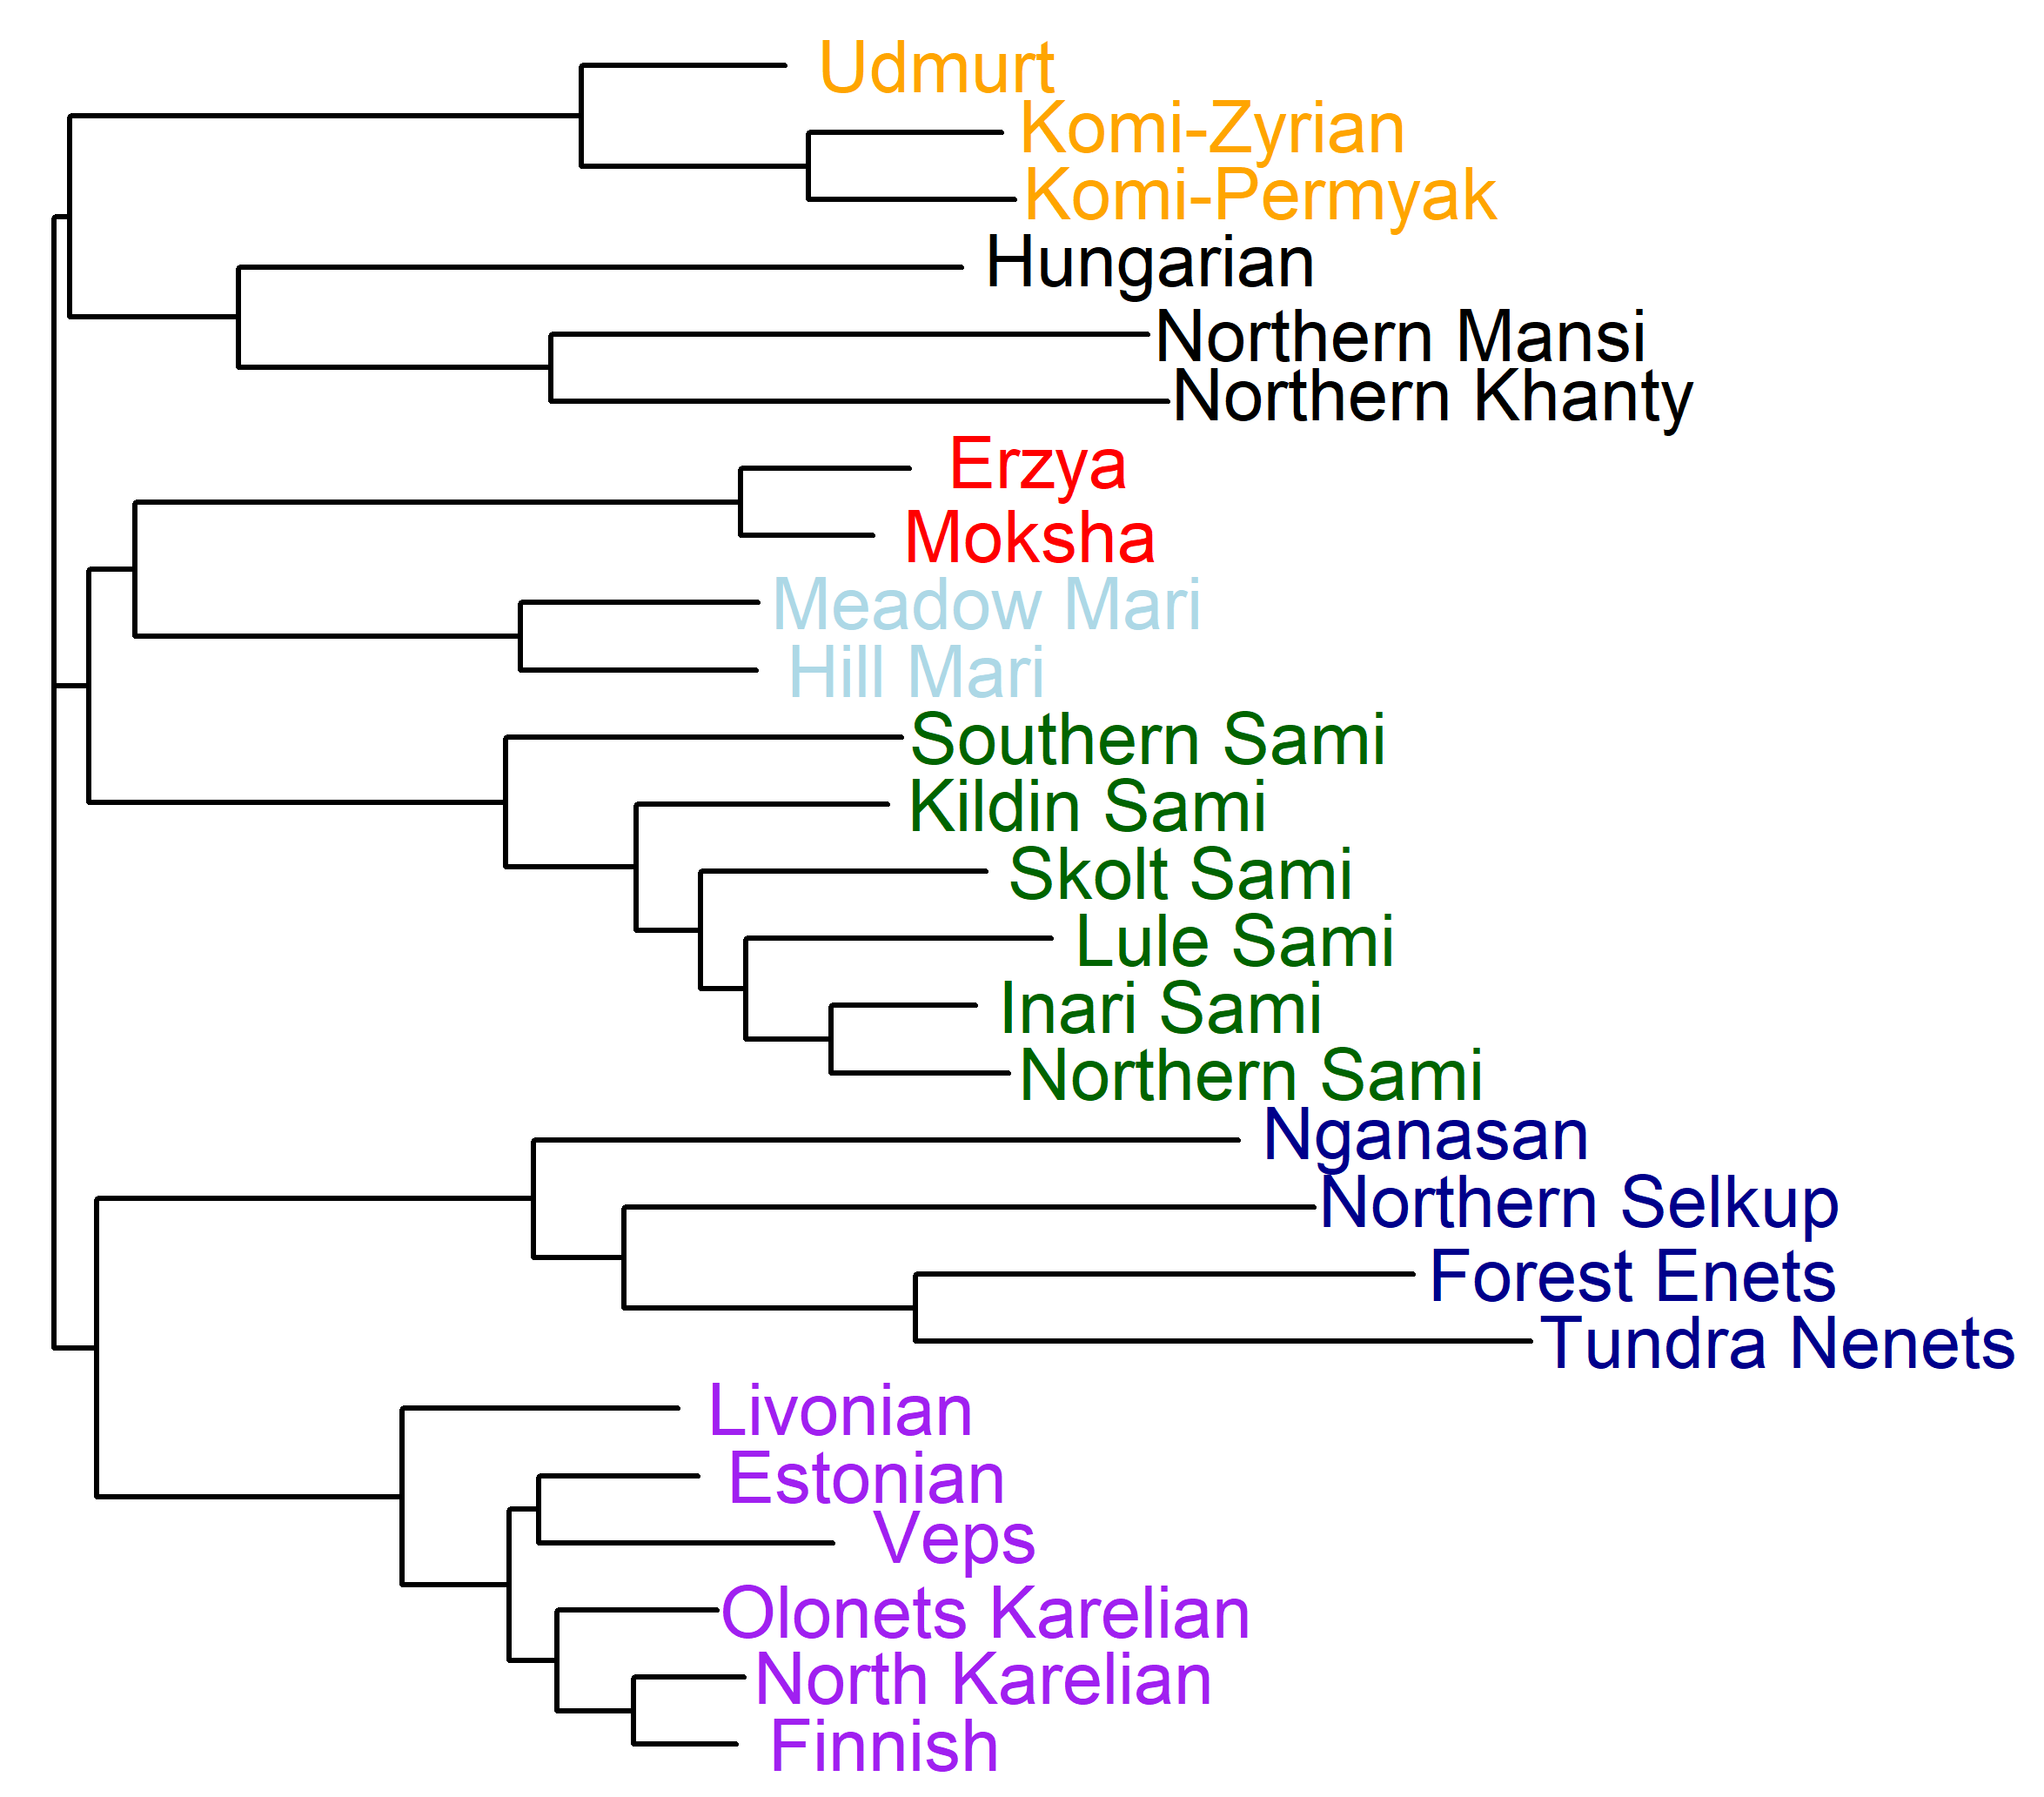 Udmurt
Komi-Zyrian
Komi-Permyak
Hungarian
Northern Mansi
Northern Khanty
Erzya
Moksha
Meadow Mari
Hill Mari
Southern Sami
Kildin Sami
Skolt Sami
Lule Sami
Inari Sami
Northern Sami
Nganasan
Northern Selkup
Forest Enets
Tundra Nenets
Livonian
Estonian
Veps
Olonets Karelian
North Karelian
Finnish